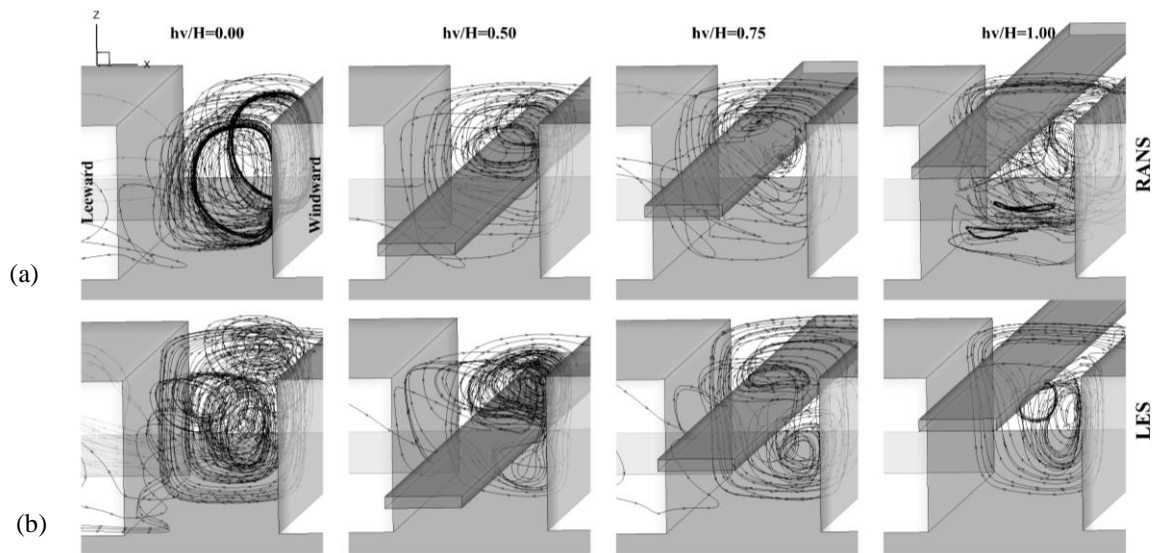 Z
X
hv/H=0.00
hv/H=0.50
hv/H=0.75
hv/H=1.00
Leeward
Windward
RANS
(a)
LES
(b)